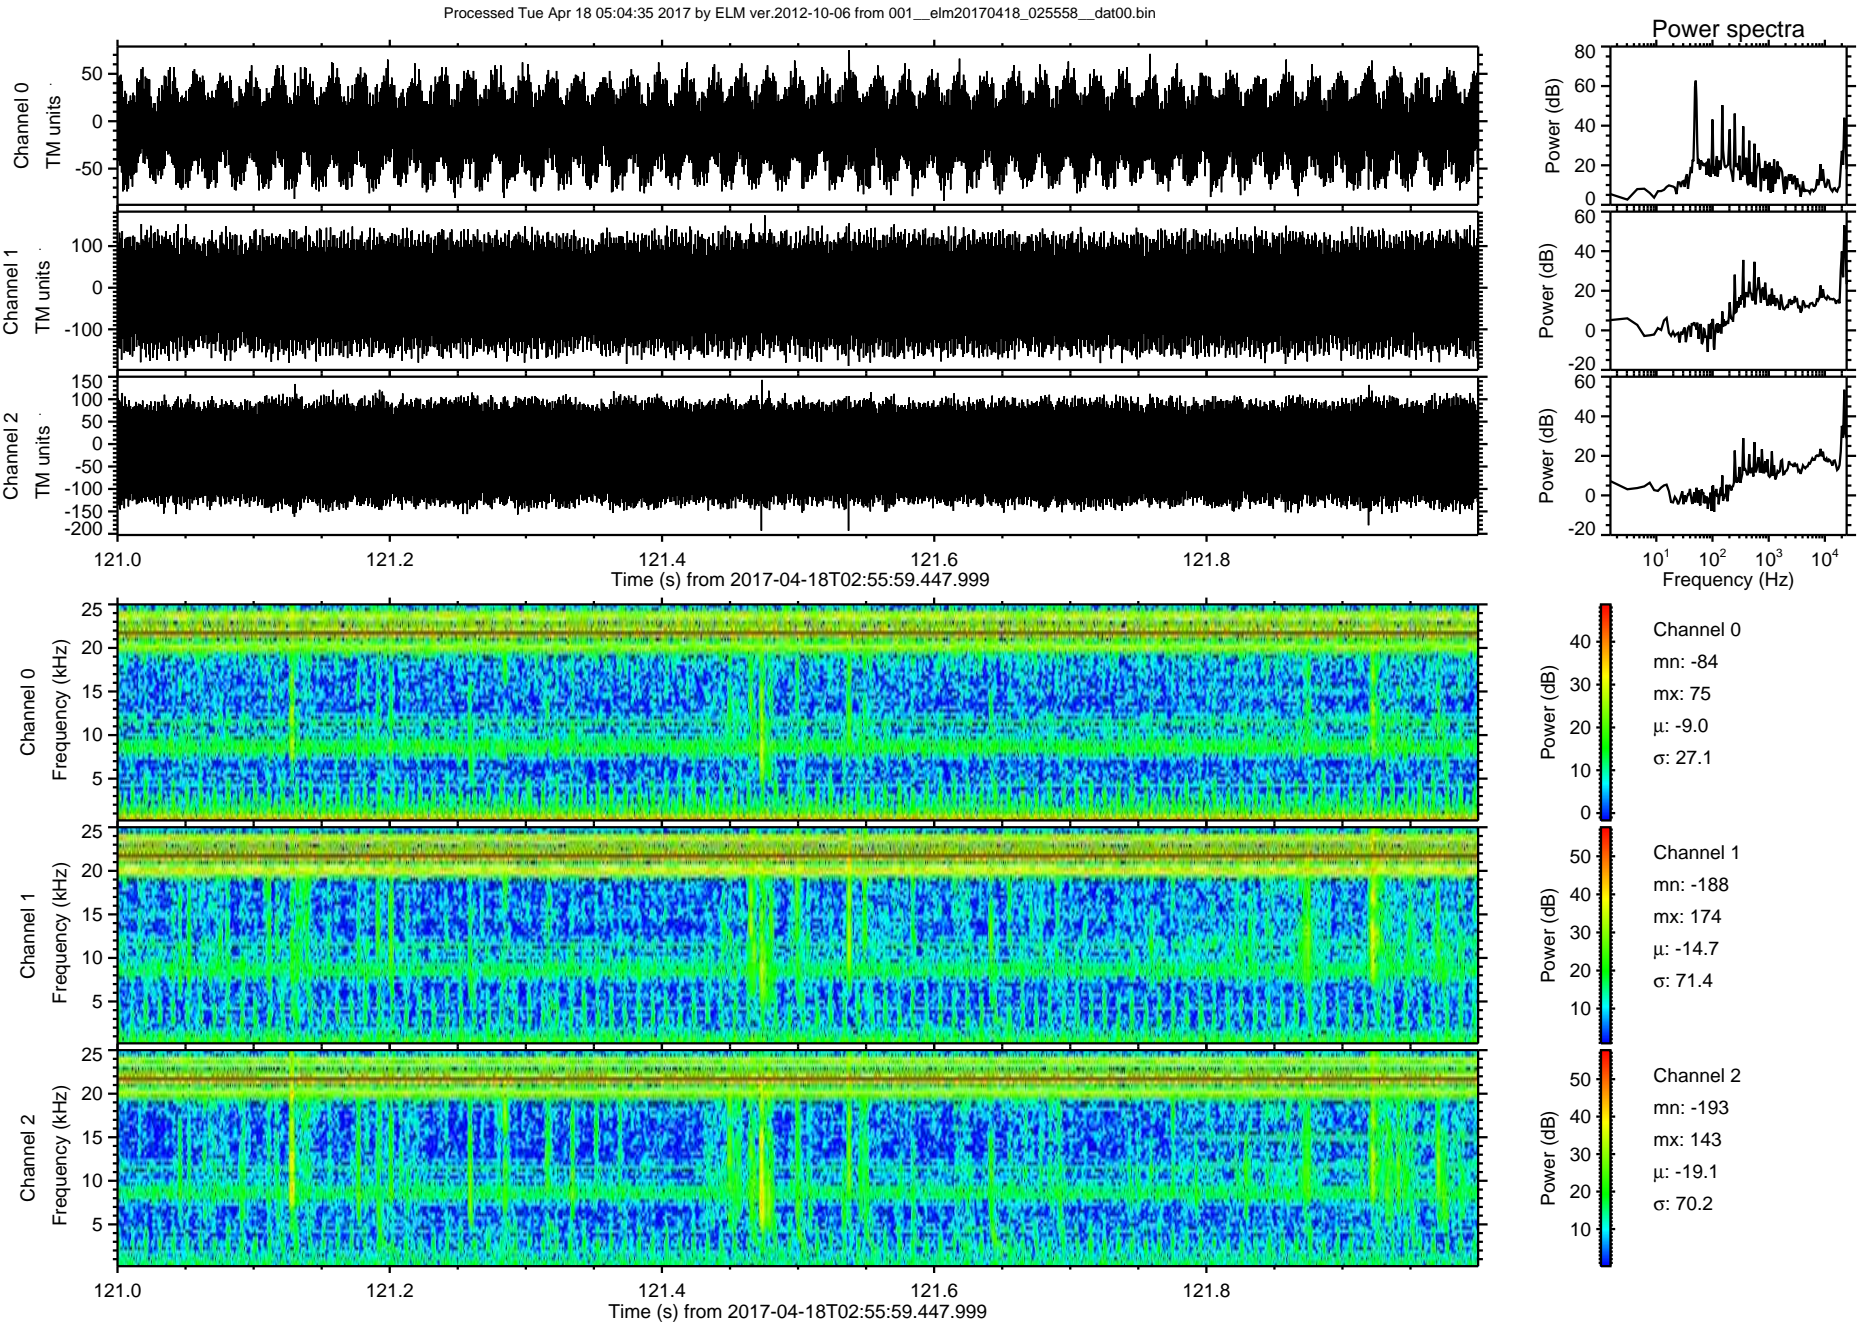 Processed Tue Apr 18 05:04:35 2017 by ELM ver.2012-10-06 from 001__elm20170418_025558__dat00.bin
Power spectra
Channel 0
TM units
50
0
-50
Power (dB)
80
60
40
20
0
Channel 1
TM units
100
0
-100
Power (dB)
60
40
20
0
-20
Channel 2
TM units
150
100
50
0
-50
-100
-150
-200
Power (dB)
60
40
20
0
-20
121.0 121.2 121.4 121.6 121.8
Time (s) from 2017-04-18T02:55:59.447.999
10^1 10^2 10^3 10^4
Frequency (Hz)
Channel 0
Frequency (kHz)
25
20
15
10
5
Power (dB)
40
30
20
10
0
Channel 0
mn: -84
mx: 75
µ: -9.0
σ: 27.1
Channel 1
Frequency (kHz)
25
20
15
10
5
Power (dB)
50
40
30
20
10
Channel 1
mn: -188
mx: 174
µ: -14.7
σ: 71.4
Channel 2
Frequency (kHz)
25
20
15
10
5
Power (dB)
50
40
30
20
10
Channel 2
mn: -193
mx: 143
µ: -19.1
σ: 70.2
121.0 121.2 121.4 121.6 121.8
Time (s) from 2017-04-18T02:55:59.447.999